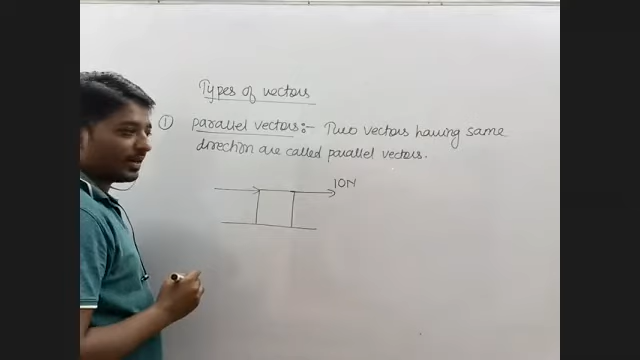 Types of vectors
① parallel vectors:- Two vectors having same
direction are called parallel vectors.
10N